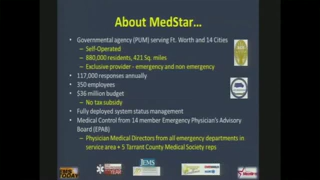 About MedStar…
Governmental agency (PUM) serving Ft. Worth and 14 Cities
– Self-Operated
– 880,000 residents, 421 Sq. miles
– Exclusive provider - emergency and non emergency
117,000 responses annually
350 employees
$36 million budget
– No tax subsidy
Fully deployed system status management
Medical Control from 14 member Emergency Physician's Advisory
Board (EPAB)
– Physician Medical Directors from all emergency departments in
service area + 5 Tarrant County Medical Society reps
TODAY
JEMS